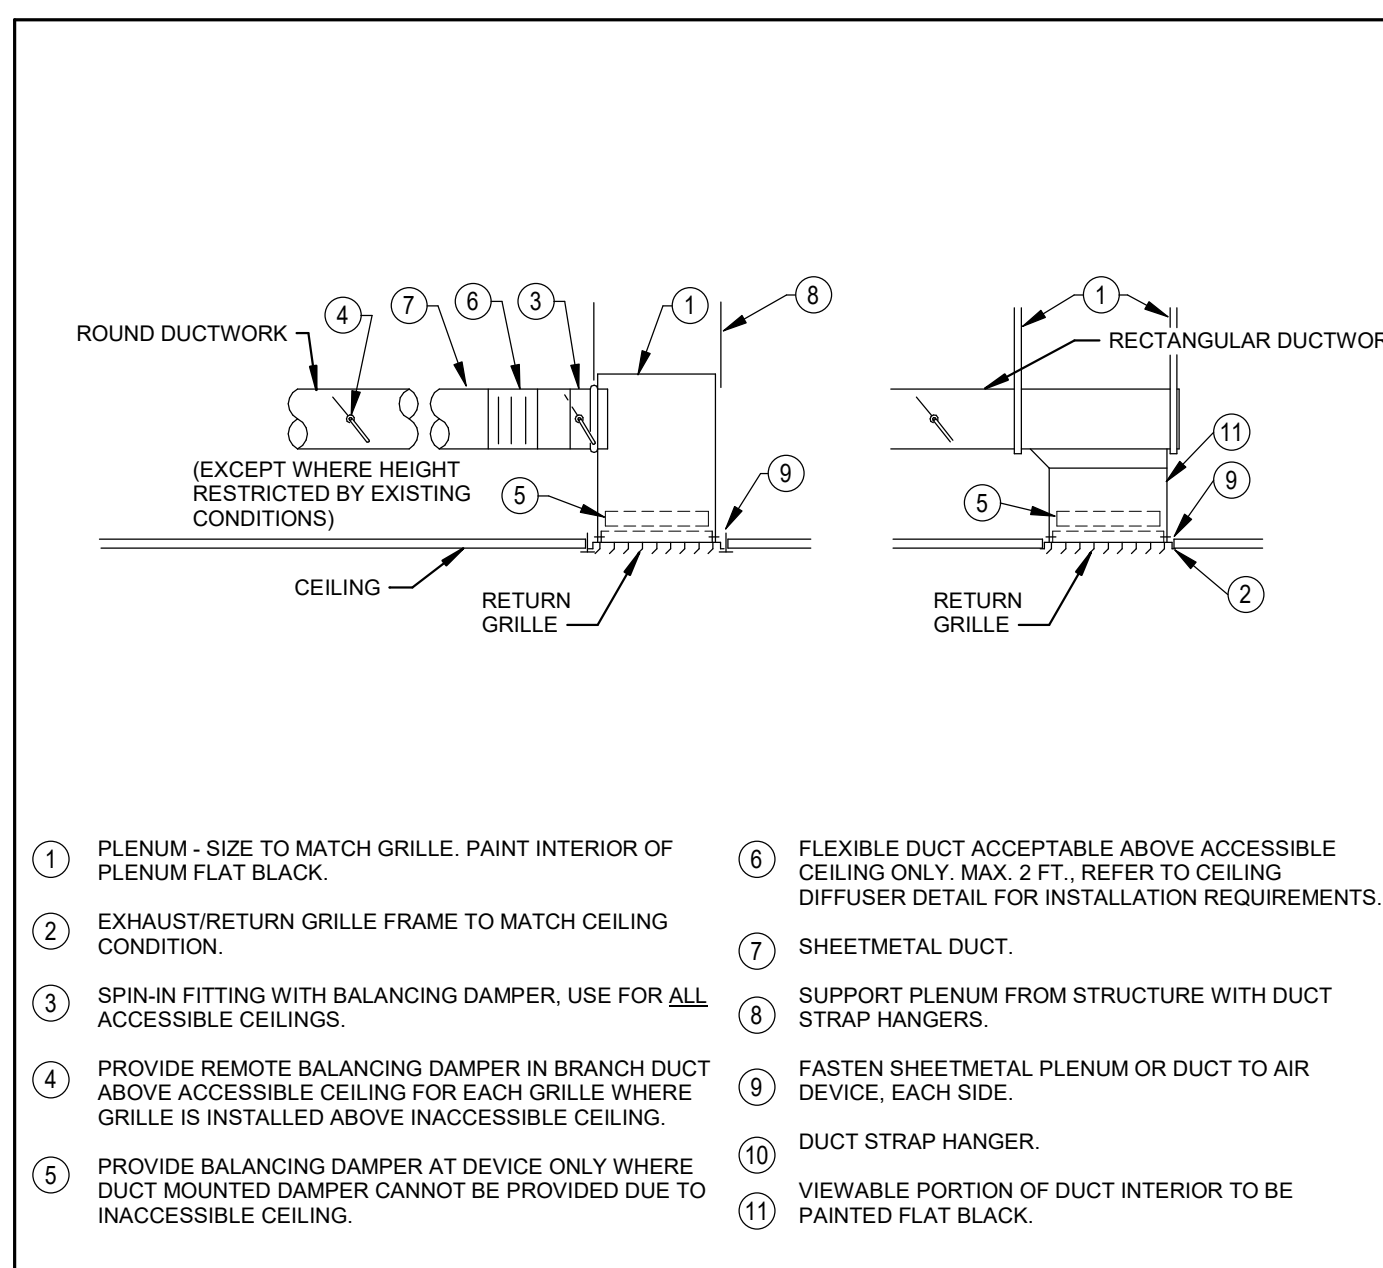 4
7
6
3
1
8
1
ROUND DUCTWORK
(EXCEPT WHERE HEIGHT
RESTRICTED BY EXISTING
CONDITIONS)
5
9
CEILING
RETURN
GRILLE
RECTANGULAR DUCTWOR
11
9
5
2
RETURN
GRILLE
1 PLENUM - SIZE TO MATCH GRILLE. PAINT INTERIOR OF
PLENUM FLAT BLACK.
2 EXHAUST/RETURN GRILLE FRAME TO MATCH CEILING
CONDITION.
3 SPIN-IN FITTING WITH BALANCING DAMPER, USE FOR ALL
ACCESSIBLE CEILINGS.
4 PROVIDE REMOTE BALANCING DAMPER IN BRANCH DUCT
ABOVE ACCESSIBLE CEILING FOR EACH GRILLE WHERE
GRILLE IS INSTALLED ABOVE INACCESSIBLE CEILING.
5 PROVIDE BALANCING DAMPER AT DEVICE ONLY WHERE
DUCT MOUNTED DAMPER CANNOT BE PROVIDED DUE TO
INACCESSIBLE CEILING.
6 FLEXIBLE DUCT ACCEPTABLE ABOVE ACCESSIBLE
CEILING ONLY. MAX. 2 FT., REFER TO CEILING
DIFFUSER DETAIL FOR INSTALLATION REQUIREMENTS.
7 SHEETMETAL DUCT.
8 SUPPORT PLENUM FROM STRUCTURE WITH DUCT
STRAP HANGERS.
9 FASTEN SHEETMETAL PLENUM OR DUCT TO AIR
DEVICE, EACH SIDE.
10 DUCT STRAP HANGER.
11 VIEWABLE PORTION OF DUCT INTERIOR TO BE
PAINTED FLAT BLACK.